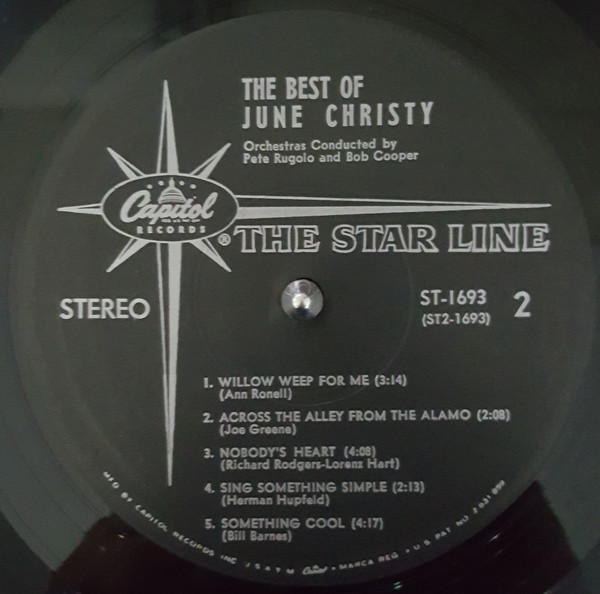 THE BEST OF
JUNE CHRISTY
Orchestras Conducted by
Pete Rugolo and Bob Cooper
Capitol
RECORDS
® THE STAR LINE
STEREO
ST-1693
(ST2-1693)
2
1. WILLOW WEEP FOR ME (3:14)
(Ann Ronell)
2. ACROSS THE ALLEY FROM THE ALAMO (2:08)
(Joe Greene)
3. NOBODY'S HEART (4:08)
(Richard Rodgers-Lorenz Hart)
4. SING SOMETHING SIMPLE (2:13)
(Herman Hupfeld)
5. SOMETHING COOL (4:17)
(Bill Barnes)
MFD BY CAPITOL RECORDS INC U S A T M Capitol • MARCA REG • U S PAT NO 2 631 859